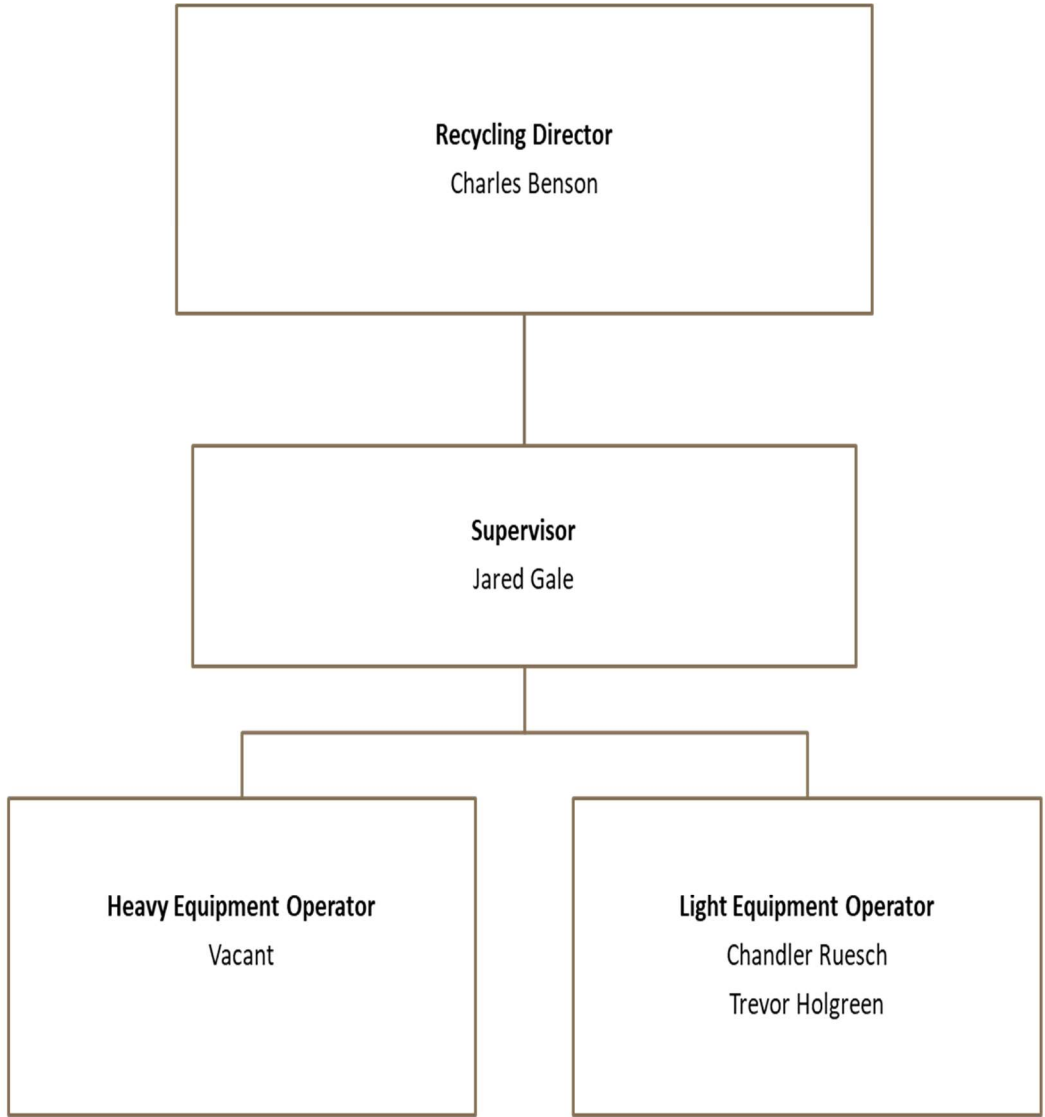 Recycling Director
Charles Benson
Supervisor
Jared Gale
Heavy Equipment Operator
Vacant
Light Equipment Operator
Chandler Ruesch
Trevor Holgreen